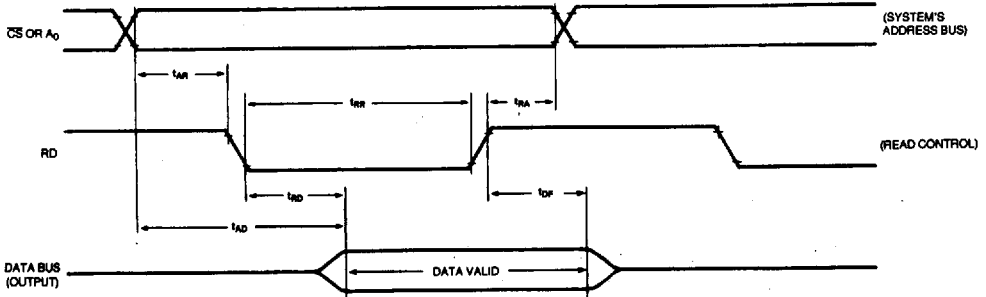 CS OR A0
(SYSTEM'S
ADDRESS BUS)
tAR
tRR
tRA
RD
(READ CONTROL)
tRD
tDF
tAD
DATA BUS
(OUTPUT)
DATA VALID